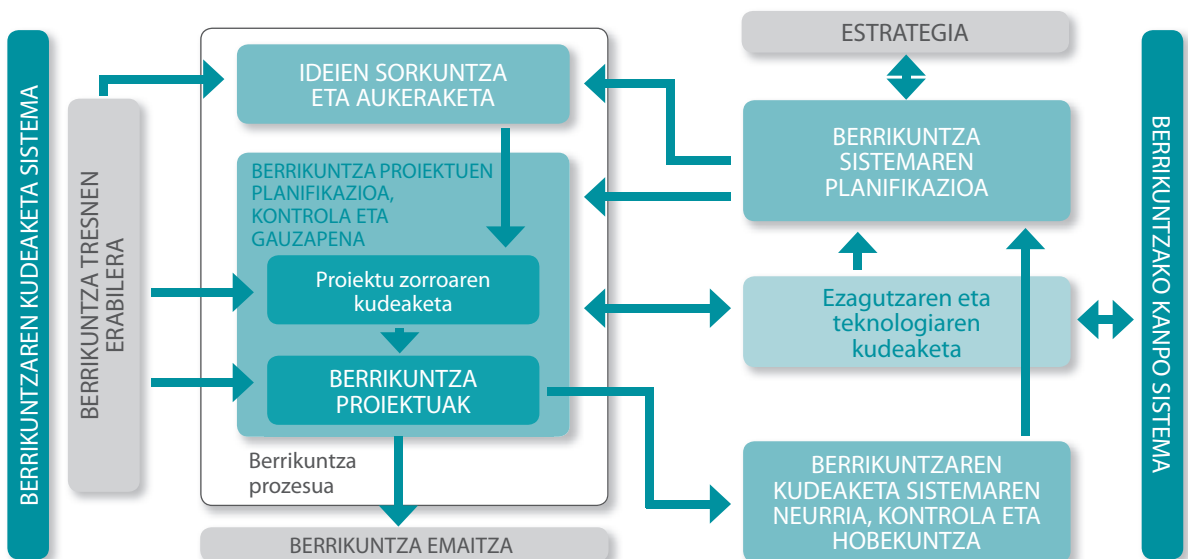 BERRIKUNTZAREN KUDEAKETA SISTEMA
BERRIKUNTZA TRESNEN
ERABILERA
IDEIEN SORKUNTZA
ETA AUKERAKETA
BERRIKUNTZA PROIEKTUEN
PLANIFIKAZIOA,
KONTROLA ETA
GAUZAPENA
Proiektu zorroaren
kudeaketa
BERRIKUNTZA
PROIEKTUAK
Berrikuntza
prozesua
BERRIKUNTZA EMAITZA
ESTRATEGIA
BERRIKUNTZA
SISTEMAREN
PLANIFIKAZIOA
Ezagutzaren eta
teknologiaren
kudeaketa
BERRIKUNTZAREN
KUDEAKETA SISTEMAREN
NEURRIA, KONTROLA ETA
HOBEKUNTZA
BERRIKUNTZAKO KANPO SISTEMA